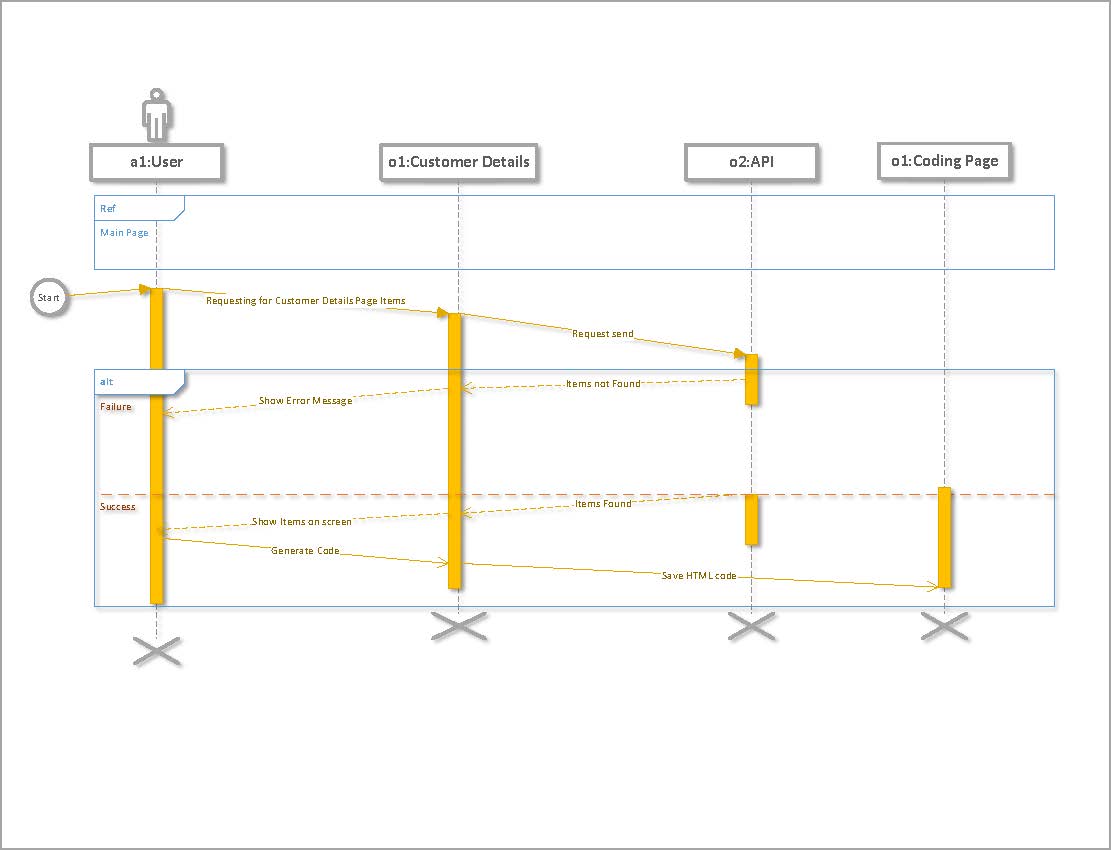 a1:User
o1:Customer Details
o2:API
o1:Coding Page
Ref
Main Page
Start
Requesting for Customer Details Page Items
Request send
alt
Items not Found
Show Error Message
Failure
Items Found
Success
Show Items on screen
Generate Code
Save HTML code